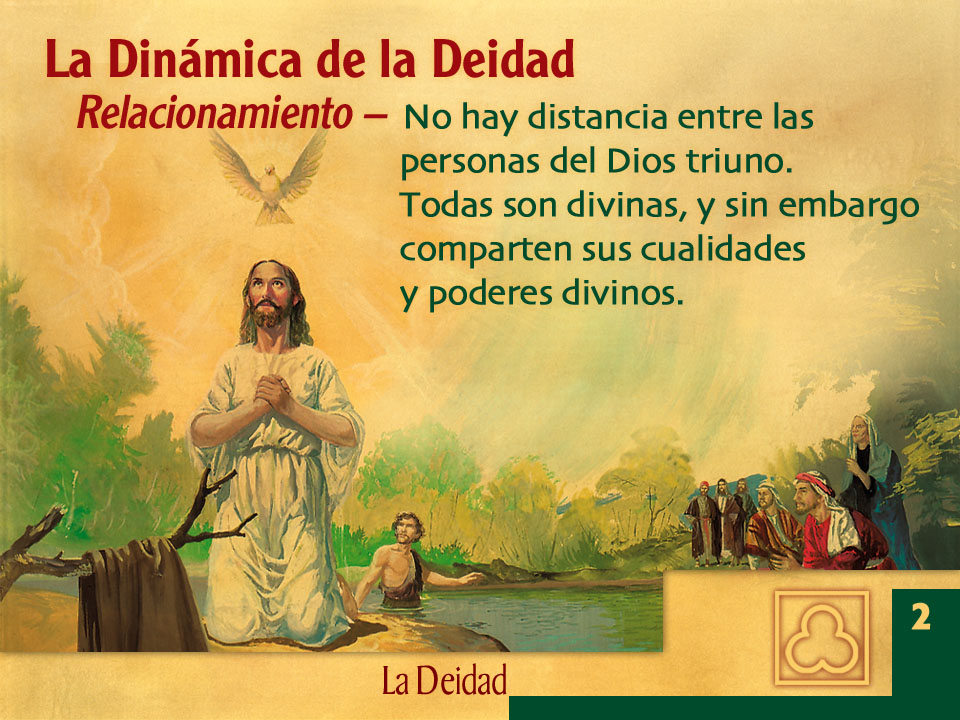 La Dinámica de la Deidad
Relacionamiento – No hay distancia entre las
personas del Dios triuno.
Todas son divinas, y sin embargo
comparten sus cualidades
y poderes divinos.
2
La Deidad